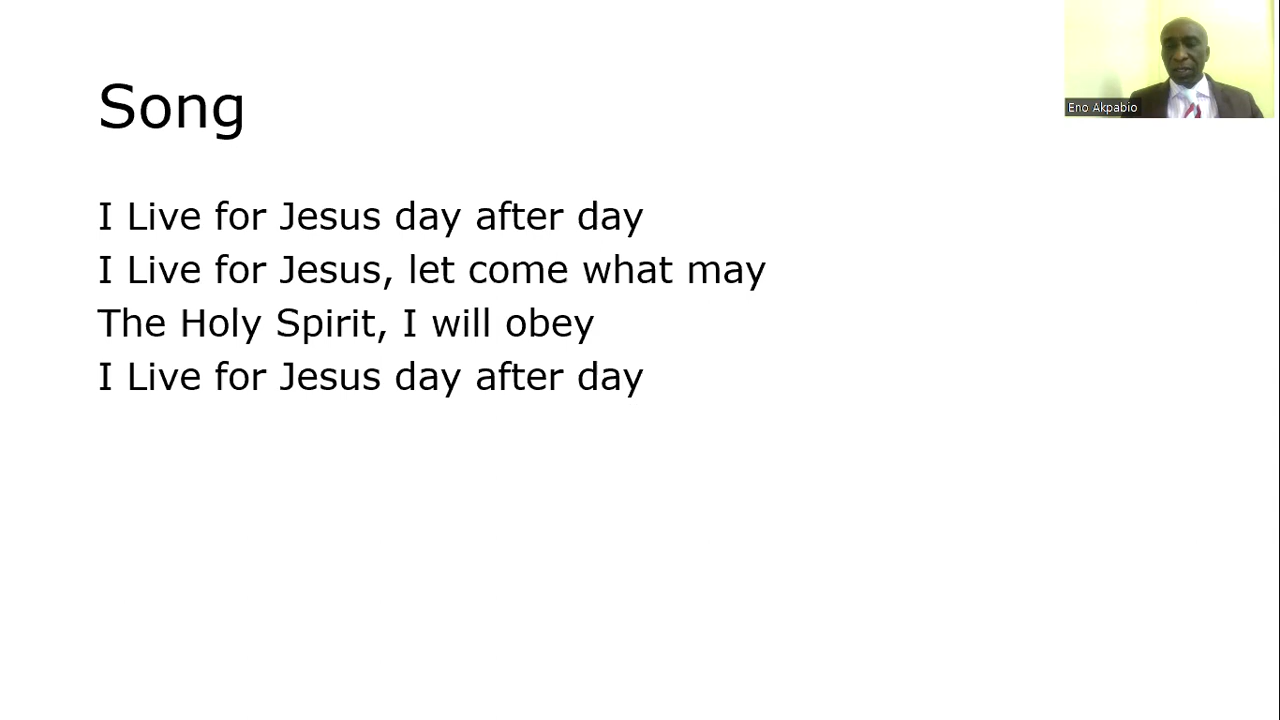 Song
I Live for Jesus day after day
I Live for Jesus, let come what may
The Holy Spirit, I will obey
I Live for Jesus day after day
Eno Akpabio